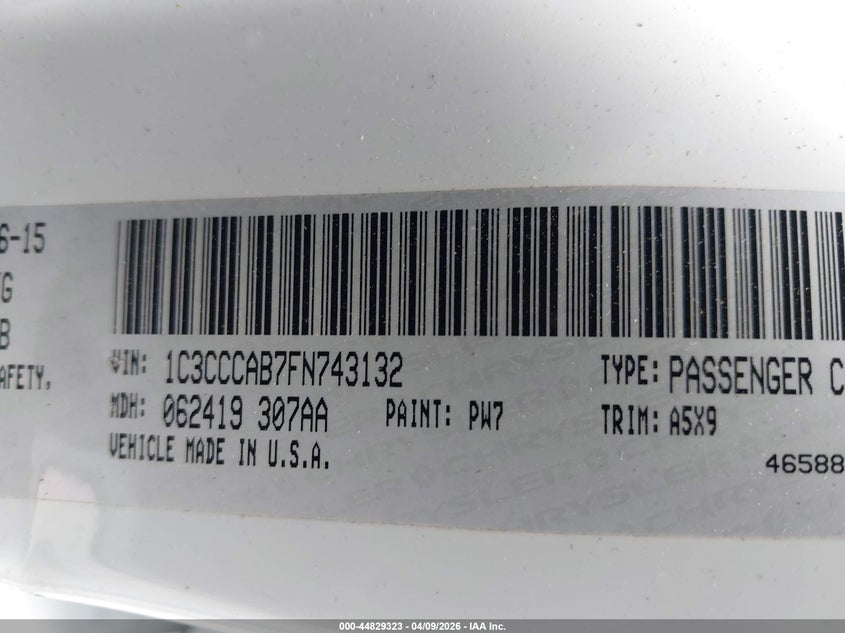 6-15
G
B
AFETY,
VIN: 1C3CCCAB7FN743132
TYPE: PASSENGER C
MDH: 062419 307AA
PAINT: PW7
TRIM: A5X9
VEHICLE MADE IN U.S.A.
46588
CHRYSLER
000-44829323 - 04/09/2026 - IAA Inc.